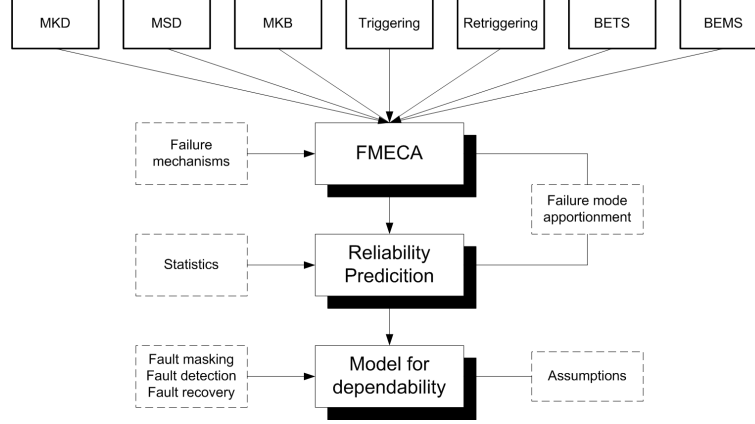 MKD
MSD
MKB
Triggering
Retriggering
BETS
BEMS
Failure
mechanisms
FMECA
Failure mode
apportionment
Statistics
Reliability
Predicition
Fault masking
Fault detection
Fault recovery
Model for
dependability
Assumptions